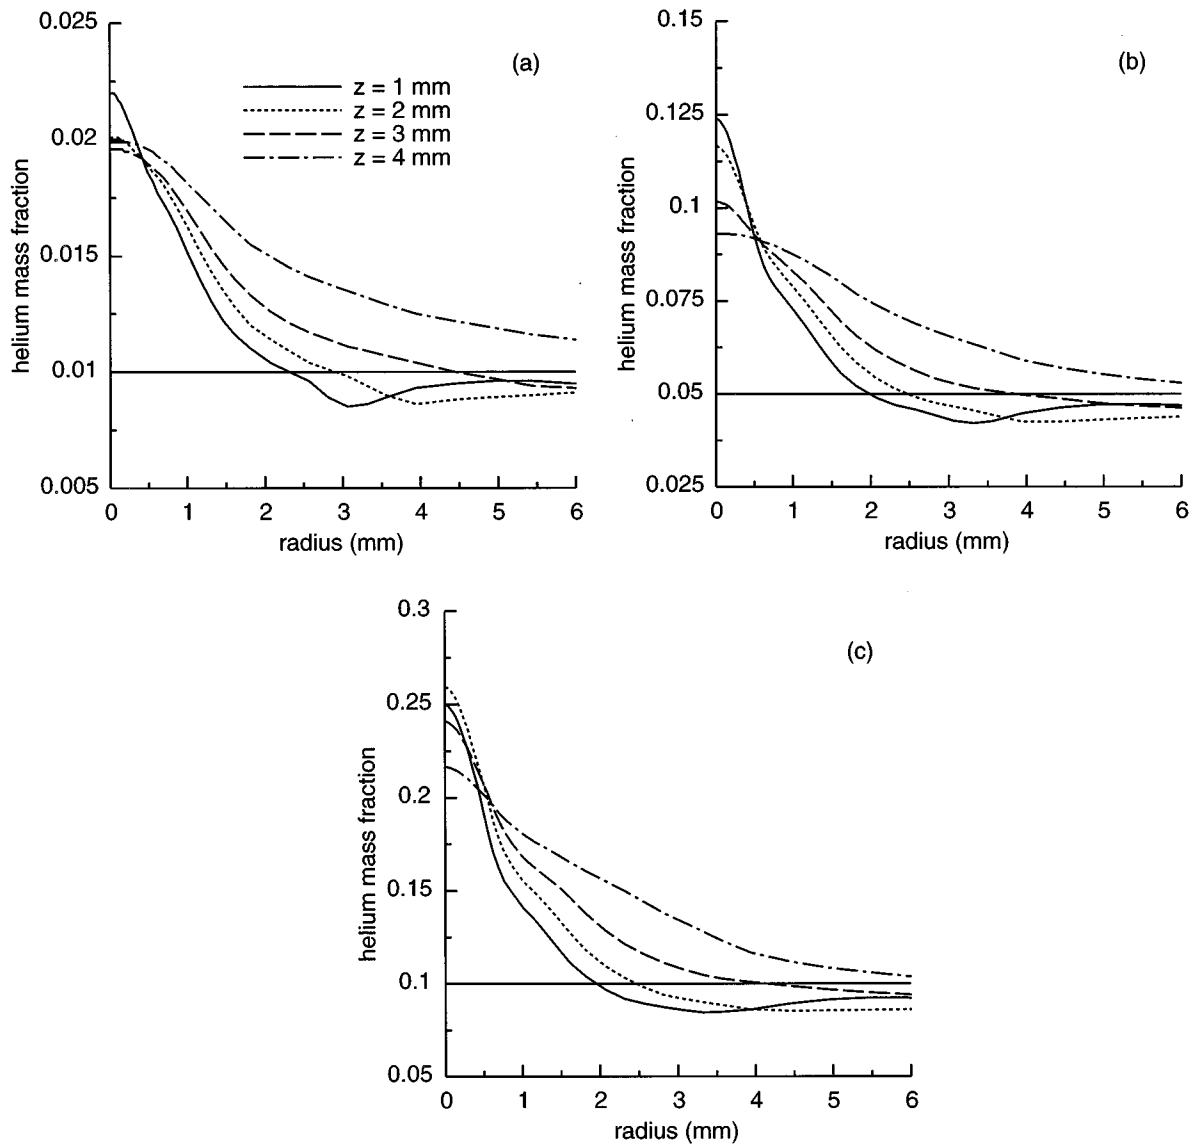 (a)
z = 1 mm
z = 2 mm
z = 3 mm
z = 4 mm
0.025
0.02
0.015
0.01
0.005
helium mass fraction
0 1 2 3 4 5 6
radius (mm)
(b)
0.15
0.125
0.1
0.075
0.050
0.025
helium mass fraction
0 1 2 3 4 5 6
radius (mm)
(c)
0.3
0.25
0.2
0.15
0.1
0.05
helium mass fraction
0 1 2 3 4 5 6
radius (mm)